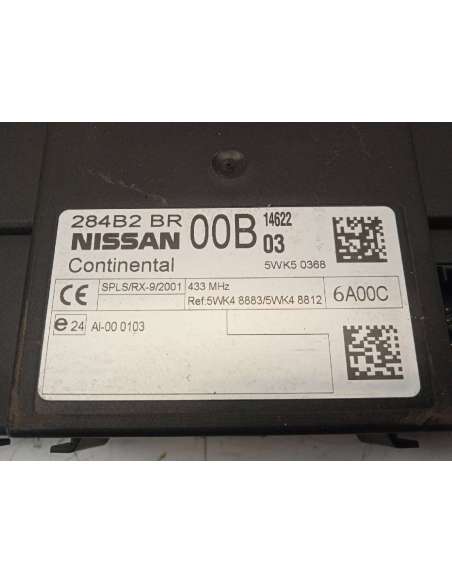 284B2 BR 00B 14622
NISSAN 03
Continental 5WK5 0368
CE SPLS/RX-9/2001 433 MHz
Ref:5WK4 8883/5WK4 8812 6A00C
e24 AI-00 0103